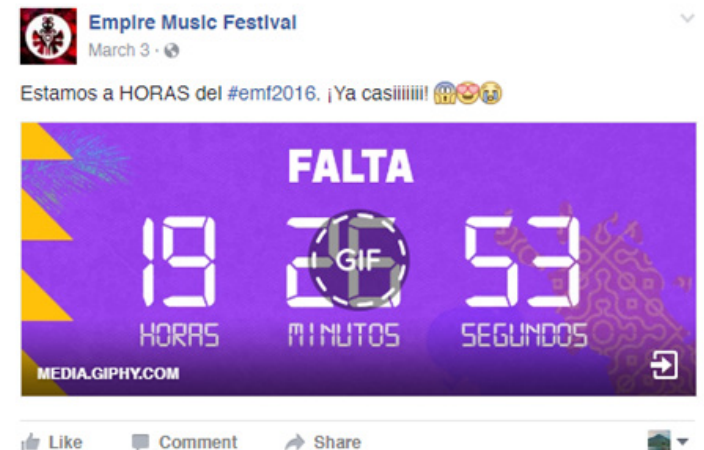 Empire Music Festival
March 3 ·
Estamos a HORAS del #emf2016. ¡Ya casiiiiiiii! 😱😍😭
FALTA
19 26 53
GIF
HORAS MINUTOS SEGUNDOS
MEDIA.GIPHY.COM
Like Comment Share